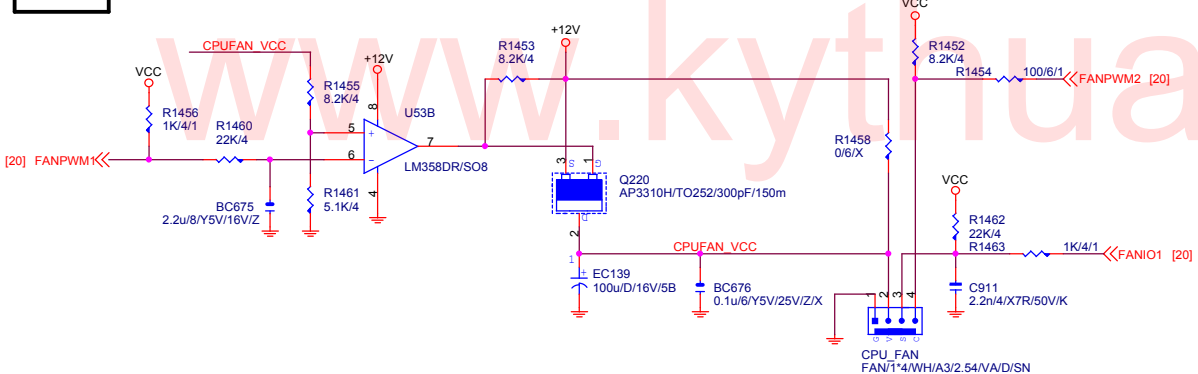 www.kythua
CPUFAN_VCC
VCC
R1456
1K/4/1
[20] FANPWM1
R1460
22K/4
BC675
2.2u/8/Y5V/16V/Z
R1455
8.2K/4
R1461
5.1K/4
+12V
8
5
+
6
−
4
7
U53B
LM358DR/SO8
R1453
8.2K/4
+12V
3
S
1
G
Q220
AP3310H/TO252/300pF/150m
D
2
CPUFAN_VCC
1
+
EC139
100u/D/16V/5B
BC676
0.1u/6/Y5V/25V/Z/X
R1458
0/6/X
VCC
R1452
8.2K/4
R1454
100/6/1
FANPWM2 [20]
VCC
R1462
22K/4
R1463
1K/4/1
FANIO1 [20]
C911
2.2n/4/X7R/50V/K
1
2
3
4
G
V
S
C
CPU_FAN
FAN/1*4/WH/A3/2.54/VA/D/SN